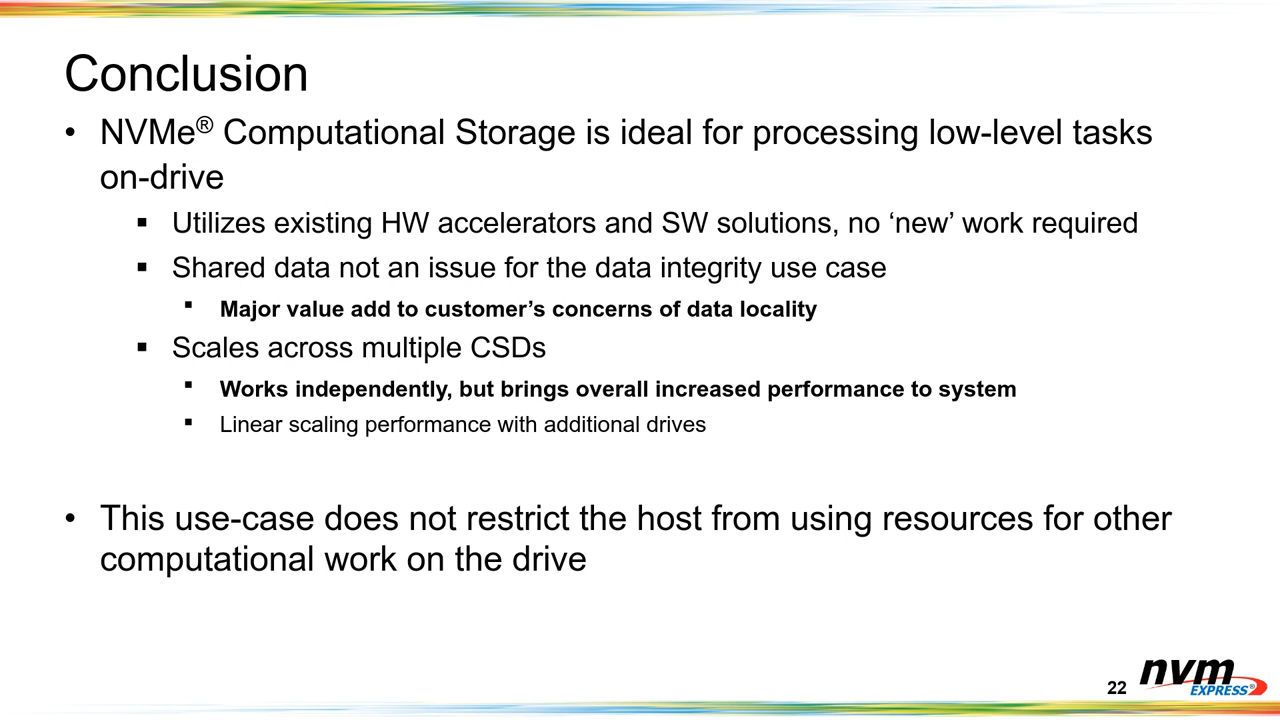 Conclusion
• NVMe® Computational Storage is ideal for processing low-level tasks
on-drive
▪ Utilizes existing HW accelerators and SW solutions, no ‘new’ work required
▪ Shared data not an issue for the data integrity use case
▪ Major value add to customer’s concerns of data locality
▪ Scales across multiple CSDs
▪ Works independently, but brings overall increased performance to system
▪ Linear scaling performance with additional drives
• This use-case does not restrict the host from using resources for other
computational work on the drive
22
nvm
EXPRESS®